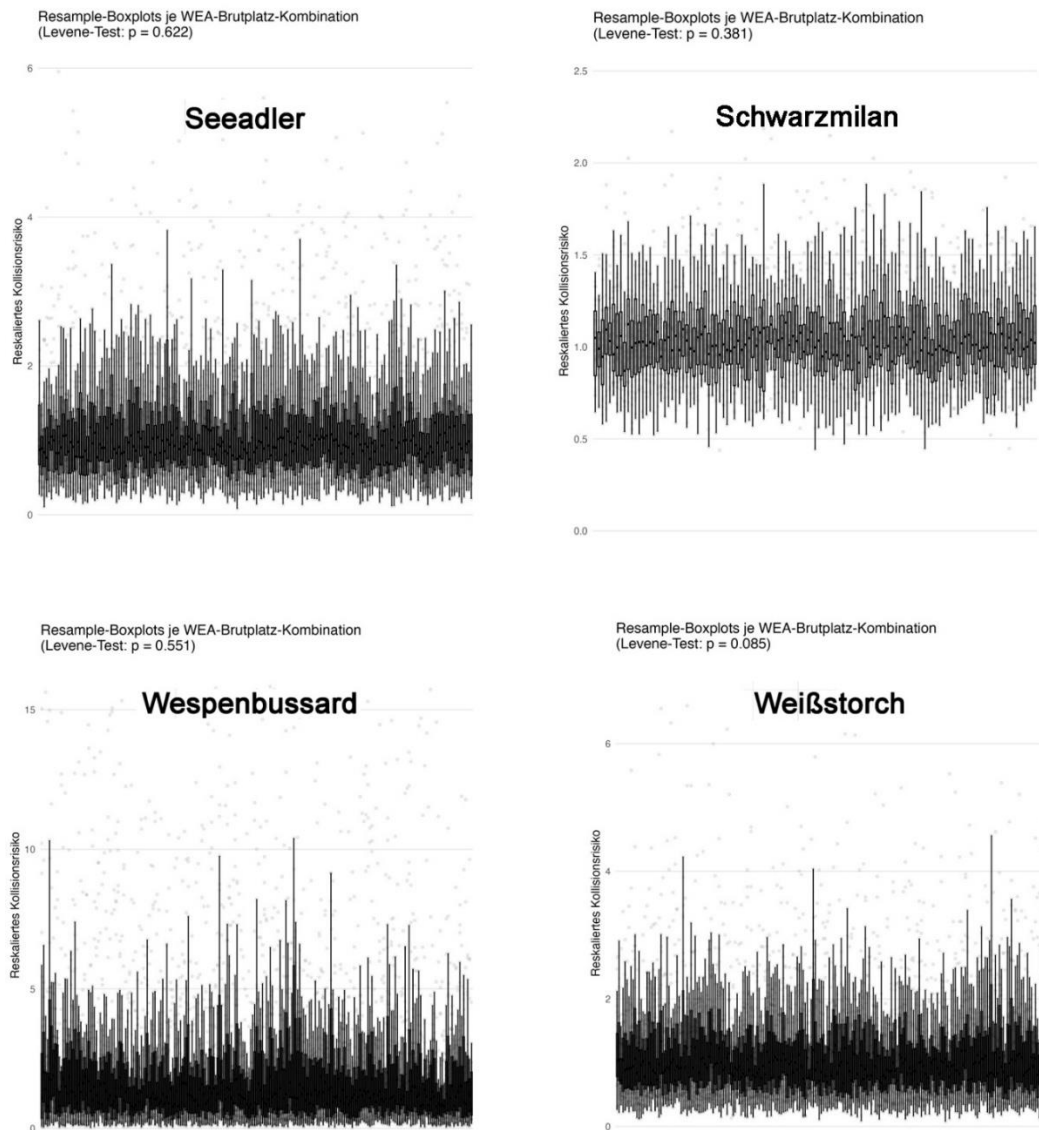 Resample-Boxplots je WEA-Brutplatz-Kombination
(Levene-Test: p = 0.622)
6
Seeadler
4
Reskaliertes Kollisionsrisiko
2
0
Resample-Boxplots je WEA-Brutplatz-Kombination
(Levene-Test: p = 0.381)
2.5
Schwarzmilan
2.0
1.5
Reskaliertes Kollisionsrisiko
1.0
0.5
0.0
Resample-Boxplots je WEA-Brutplatz-Kombination
(Levene-Test: p = 0.551)
15
Wespenbussard
10
Reskaliertes Kollisionsrisiko
5
0
Resample-Boxplots je WEA-Brutplatz-Kombination
(Levene-Test: p = 0.085)
Weißstorch
6
4
Reskaliertes Kollisionsrisiko
2
0